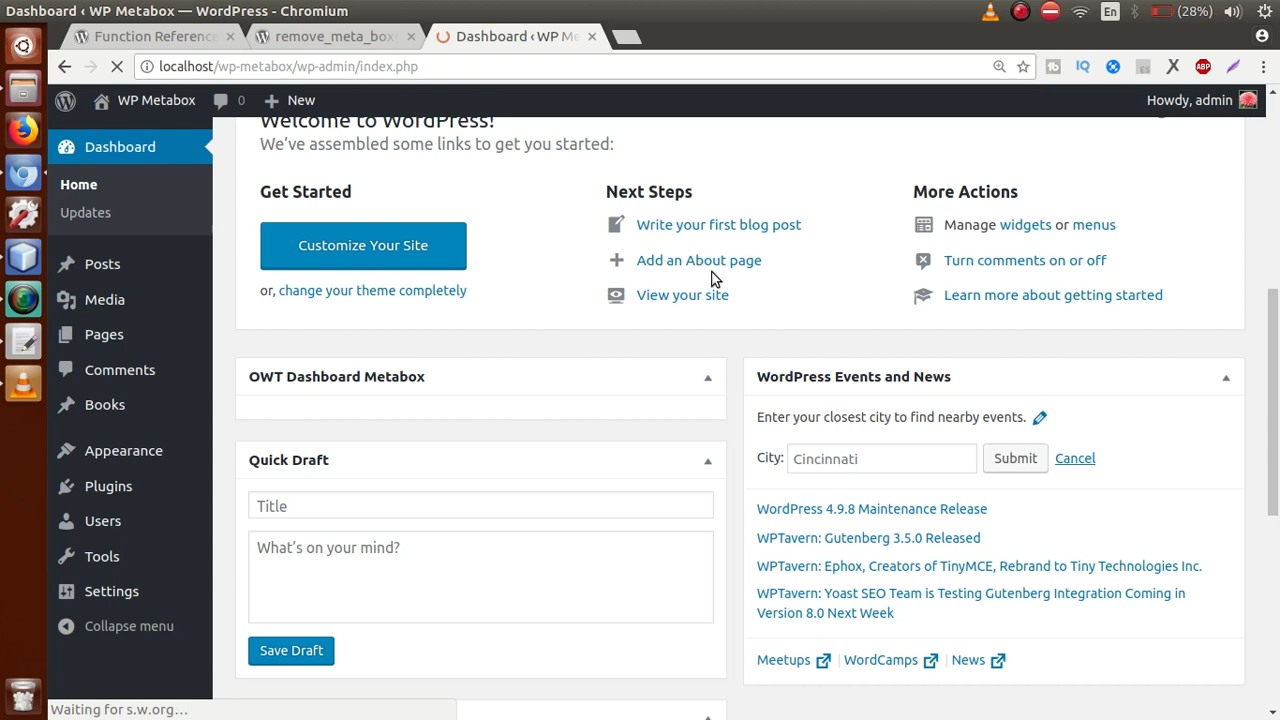 Dashboard ‹ WP Metabox — WordPress - Chromium
En
(28%)
Function Reference
remove_meta_box(
Dashboard ‹ WP Me
localhost/wp-metabox/wp-admin/index.php
WP Metabox
0
New
Howdy, admin
Dashboard
Home
Updates
Posts
Media
Pages
Comments
Books
Appearance
Plugins
Users
Tools
Settings
Collapse menu
Welcome to WordPress!
We've assembled some links to get you started:
Get Started
Customize Your Site
or, change your theme completely
Next Steps
Write your first blog post
Add an About page
View your site
More Actions
Manage widgets or menus
Turn comments on or off
Learn more about getting started
OWT Dashboard Metabox
Quick Draft
Title
What's on your mind?
Save Draft
WordPress Events and News
Enter your closest city to find nearby events.
City: Cincinnati Submit Cancel
WordPress 4.9.8 Maintenance Release
WPTavern: Gutenberg 3.5.0 Released
WPTavern: Ephox, Creators of TinyMCE, Rebrand to Tiny Technologies Inc.
WPTavern: Yoast SEO Team is Testing Gutenberg Integration Coming in
Version 8.0 Next Week
Meetups | WordCamps | News
Waiting for s.w.org...